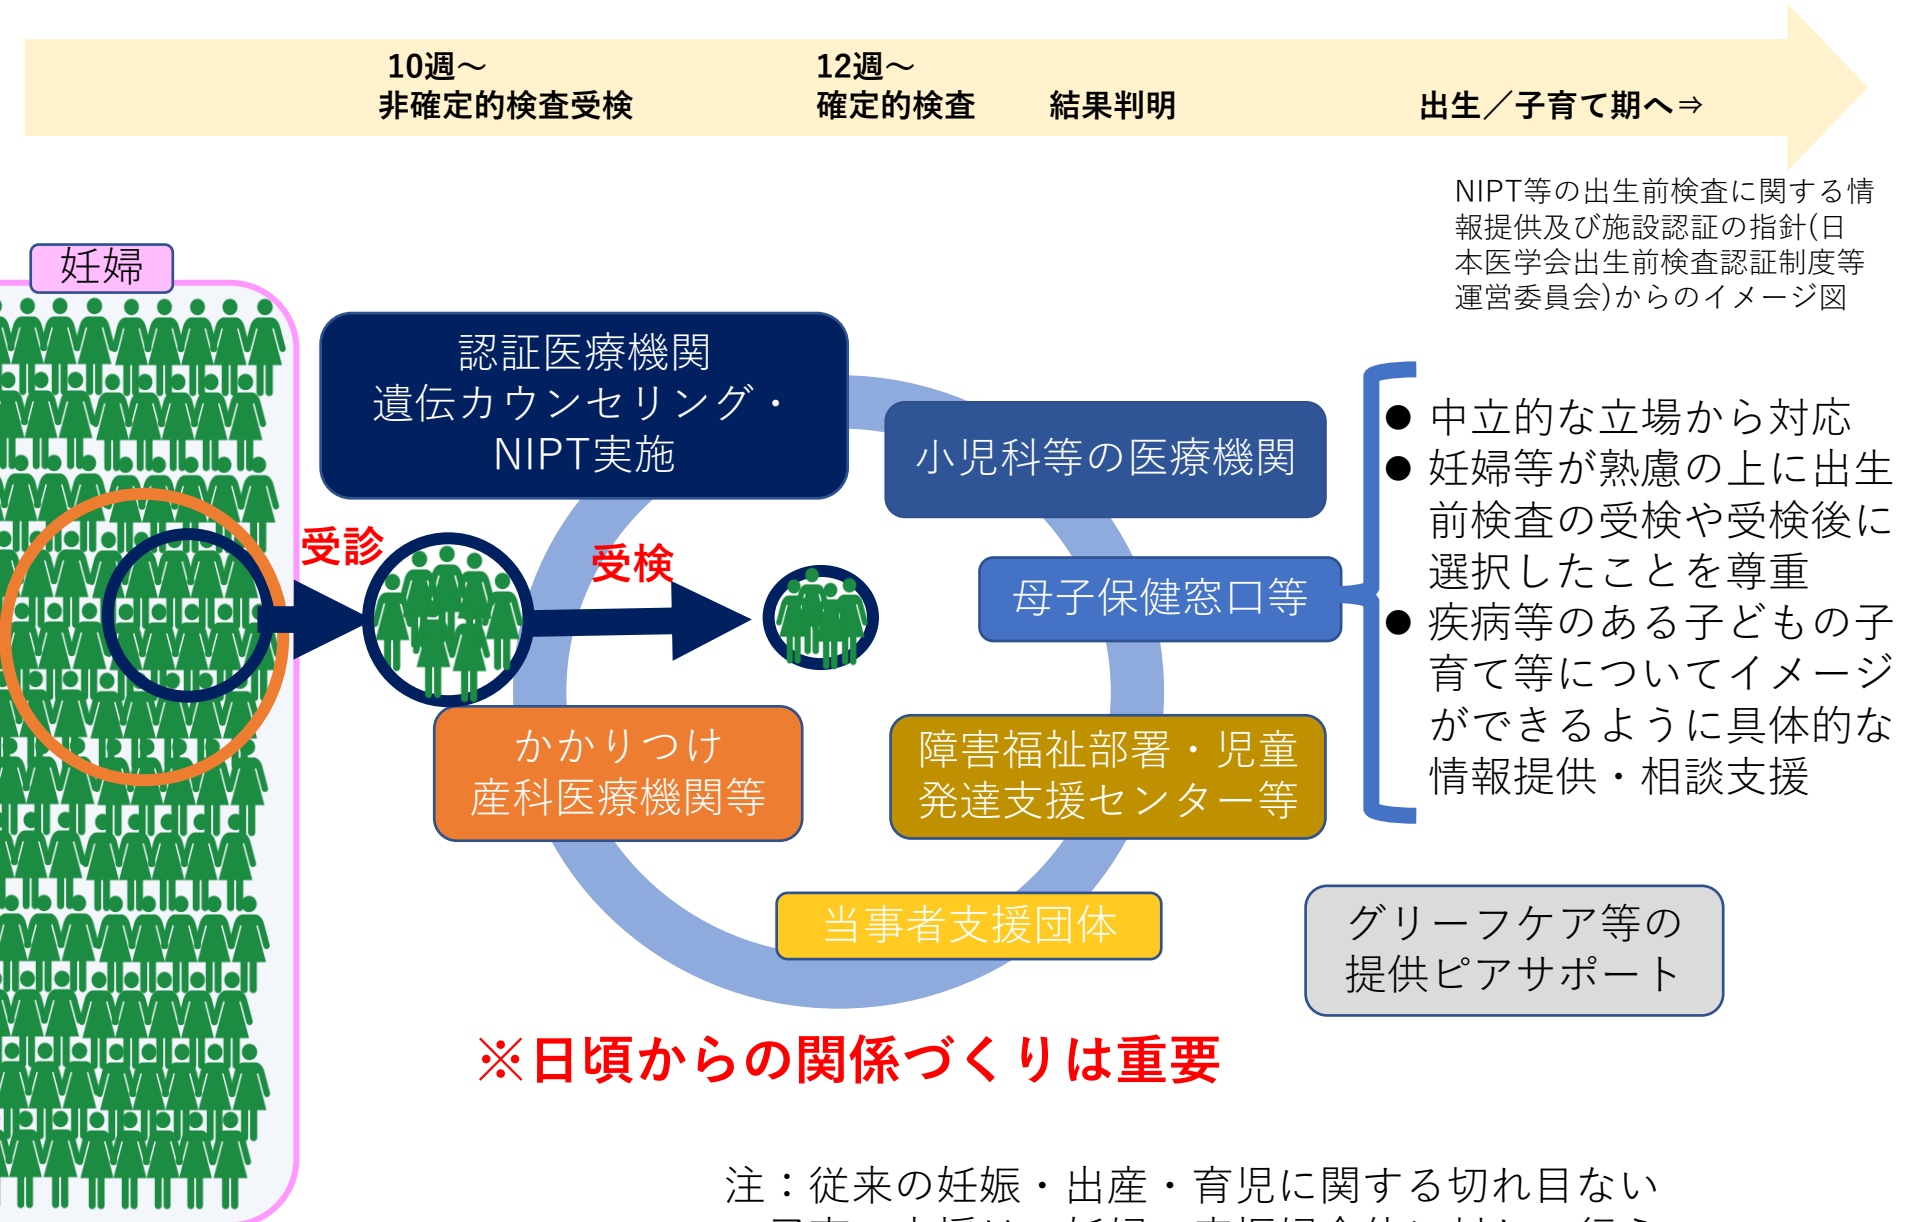 10週～
非確定的検査受検
12週～
確定的検査
結果判明
出生／子育て期へ⇒
NIPT等の出生前検査に関する情
報提供及び施設認証の指針(日
本医学会出生前検査認証制度等
運営委員会)からのイメージ図
妊婦
認証医療機関
遺伝カウンセリング・
NIPT実施
小児科等の医療機関
受診
受検
母子保健窓口等
● 中立的な立場から対応
● 妊婦等が熟慮の上に出生
前検査の受検や受検後に
選択したことを尊重
● 疾病等のある子どもの子
育て等についてイメージ
ができるように具体的な
情報提供・相談支援
かかりつけ
産科医療機関等
障害福祉部署・児童
発達支援センター等
当事者支援団体
グリーフケア等の
提供ピアサポート
※日頃からの関係づくりは重要
注：従来の妊娠・出産・育児に関する切れ目ない